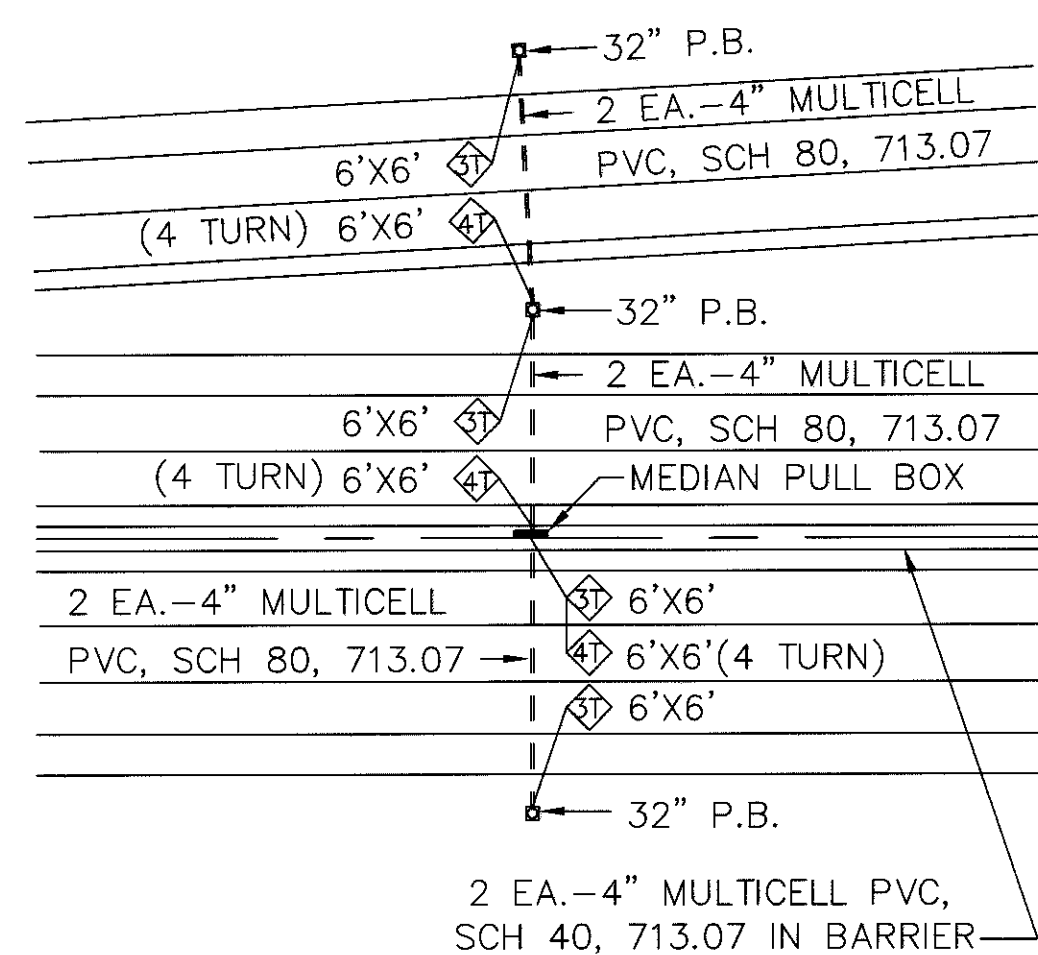 32" P.B.
2 EA.-4" MULTICELL
PVC, SCH 80, 713.07
6'X6' 3T
(4 TURN) 6'X6' 4T
32" P.B.
2 EA.-4" MULTICELL
PVC, SCH 80, 713.07
6'X6' 3T
(4 TURN) 6'X6' 4T
MEDIAN PULL BOX
2 EA.-4" MULTICELL
PVC, SCH 80, 713.07
3T 6'X6'
4T 6'X6'(4 TURN)
3T 6'X6'
32" P.B.
2 EA.-4" MULTICELL PVC,
SCH 40, 713.07 IN BARRIER